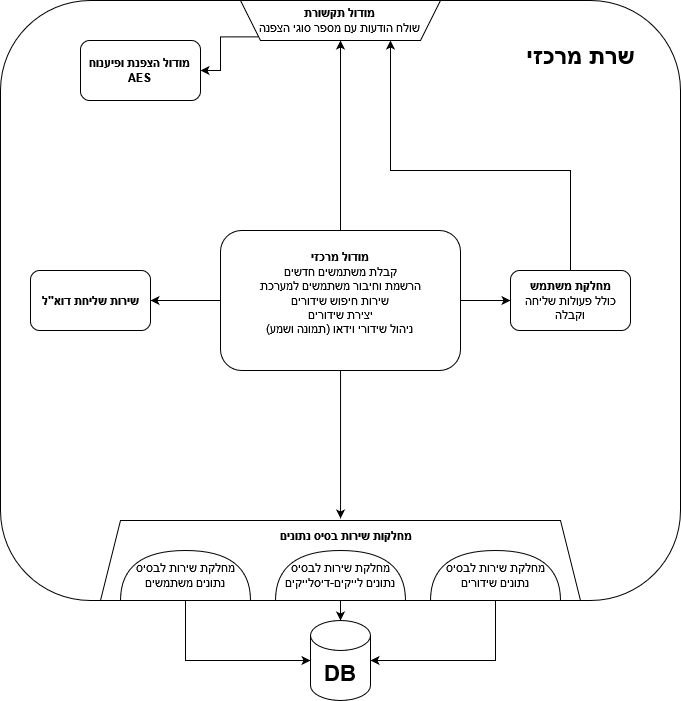 מודול תקשורת
שולח הודעות עם מספר סוגי הצפנה
שרת מרכזי
מודול הצפנת ופיענוח
AES
מודול מרכזי
קבלת משתמשים חדשים
הרשמת וחיבור משתמשים למערכת
שירות חיפוש שידורים
יצירת שידורים
ניהול שידורי וידאו (תמונה ושמע)
מחלקת משתמש
כולל פעולות שליחה
וקבלה
שירות שליחת דוא"ל
מחלקות שירות בסיס נתונים
מחלקת שירות לבסיס
נתונים שידורים
מחלקת שירות לבסיס
נתונים לייקים-דיסלייקים
מחלקת שירות לבסיס
נתונים משתמשים
DB